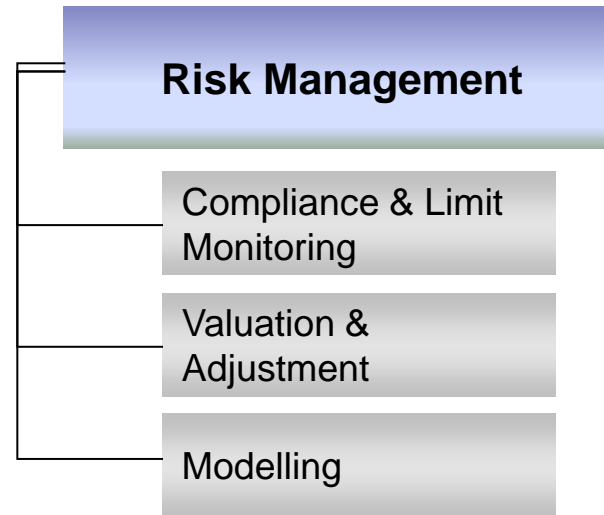 Risk Management
Compliance & Limit
Monitoring
Valuation &
Adjustment
Modelling